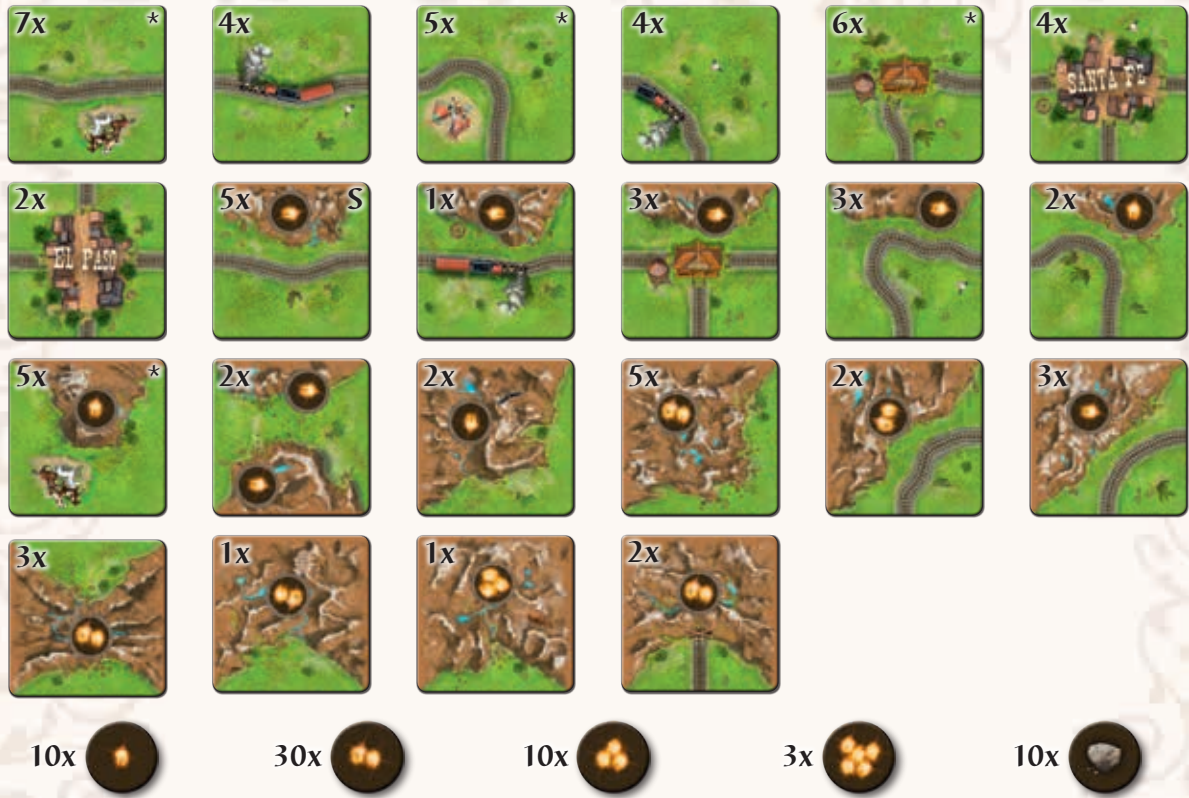 7x * 4x 5x * 4x 6x * 4x
SANTA FE
2x 5x S 1x 3x 3x 2x
EL PASO
5x * 2x 2x 5x 2x 3x
3x 1x 1x 2x
10x 30x 10x 3x 10x